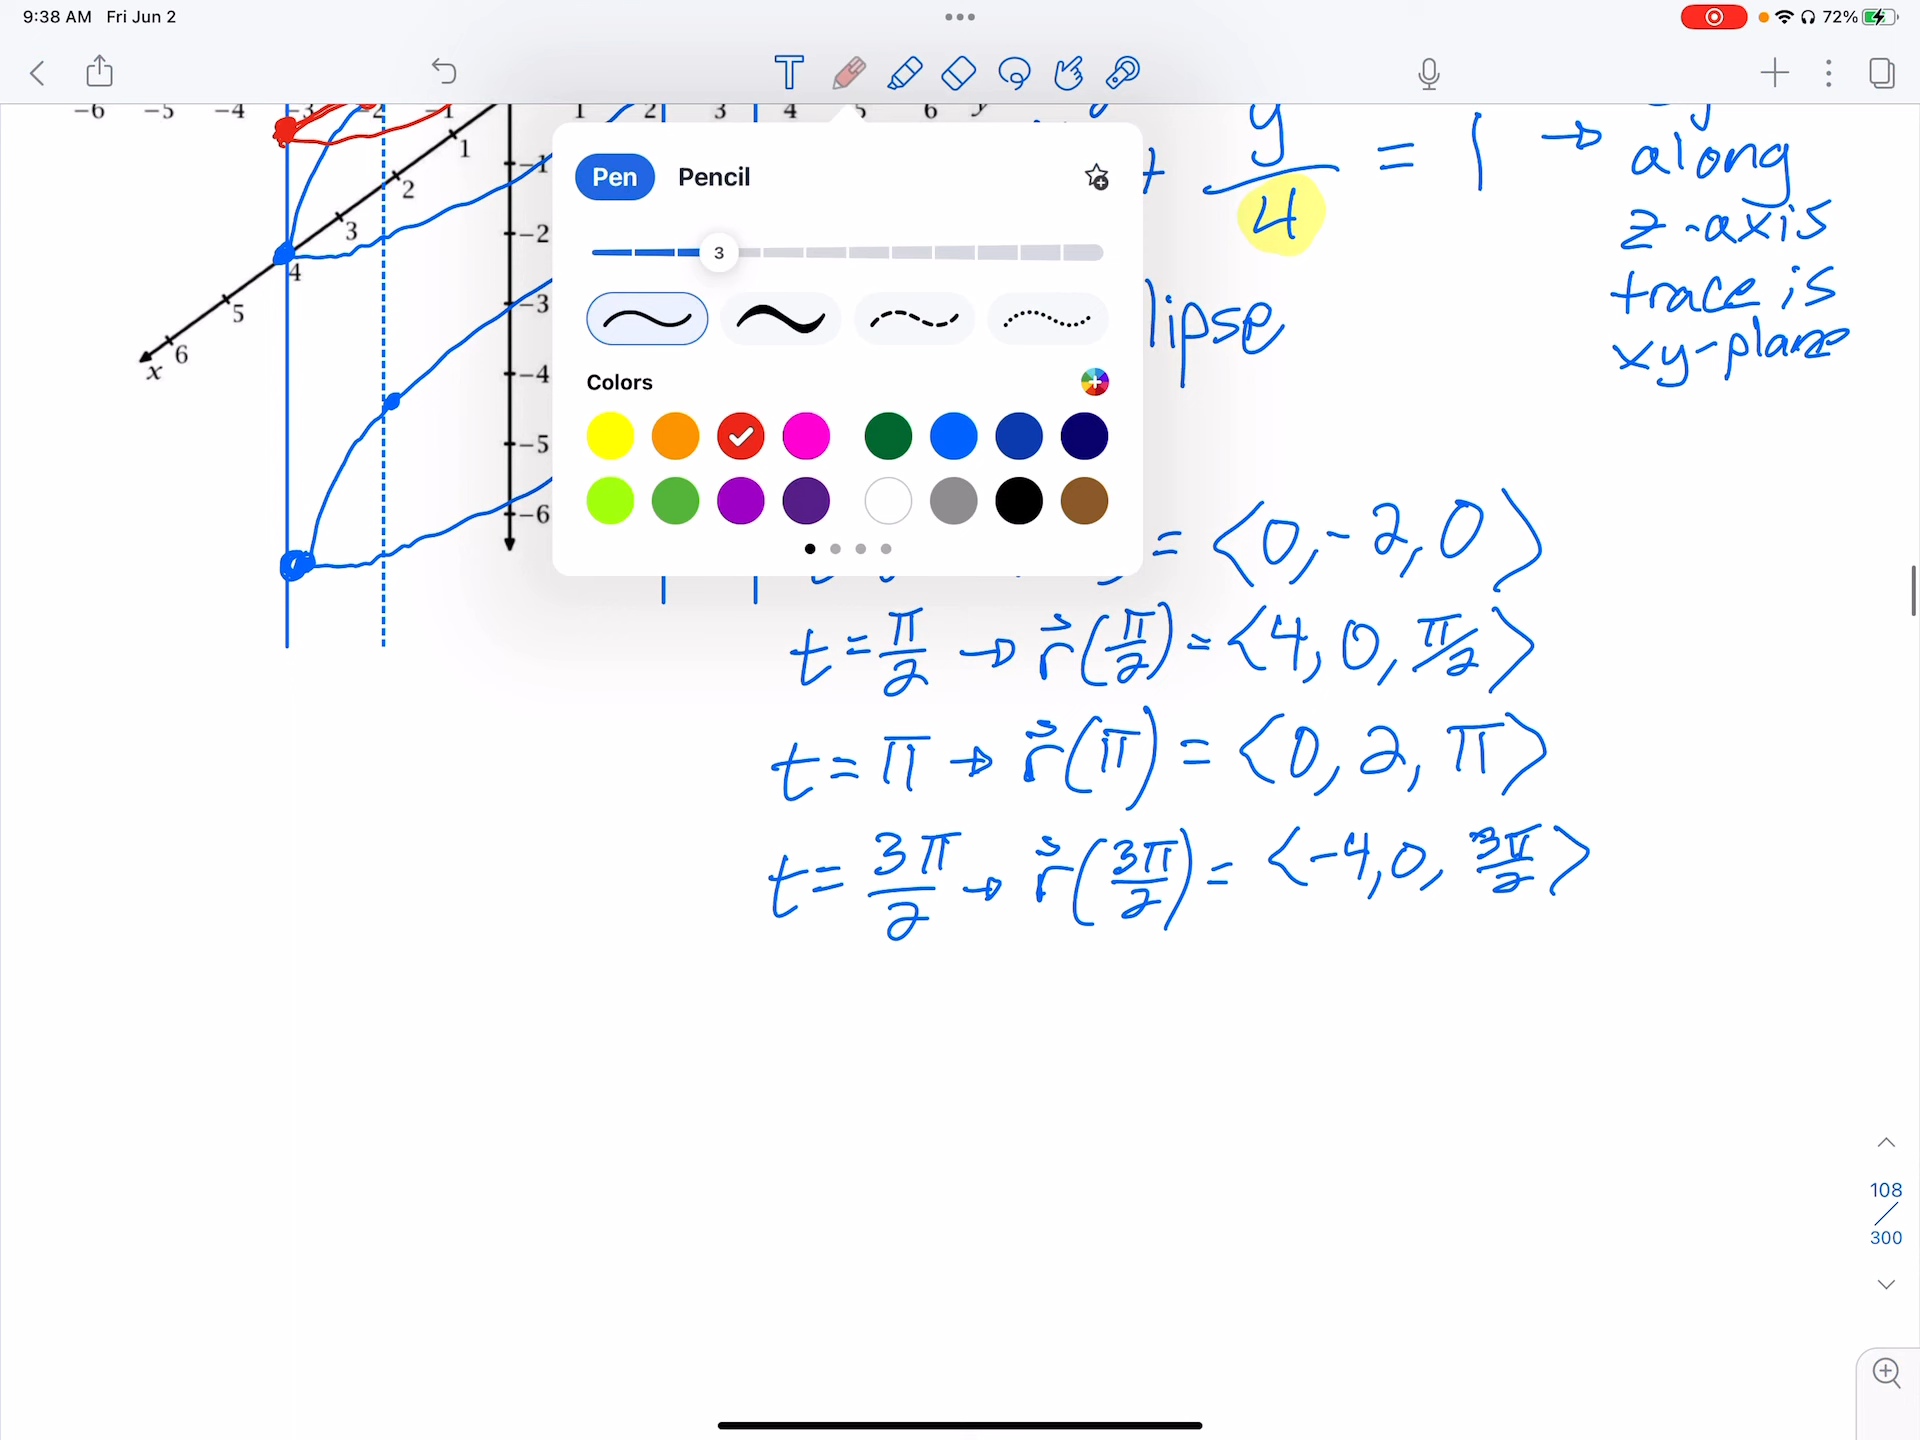 9:38 AM Fri Jun 2
72%
T
-6 -5 -4 -3 -2 -1 1 2 3 4 5 6 y
1
2
3
4
5
6
x
-1
-2
-3
-4
-5
-6
Pen Pencil
3
Colors
+ y/4 = 1 →
along
z-axis
trace is
xy-plane
lipse
= ⟨0,-2,0⟩
t = π/2 → r⃗(π/2) = ⟨4, 0, π/2⟩
t = π → r⃗(π) = ⟨0, 2, π⟩
t = 3π/2 → r⃗(3π/2) = ⟨-4,0, 3π/2⟩
108
/
300